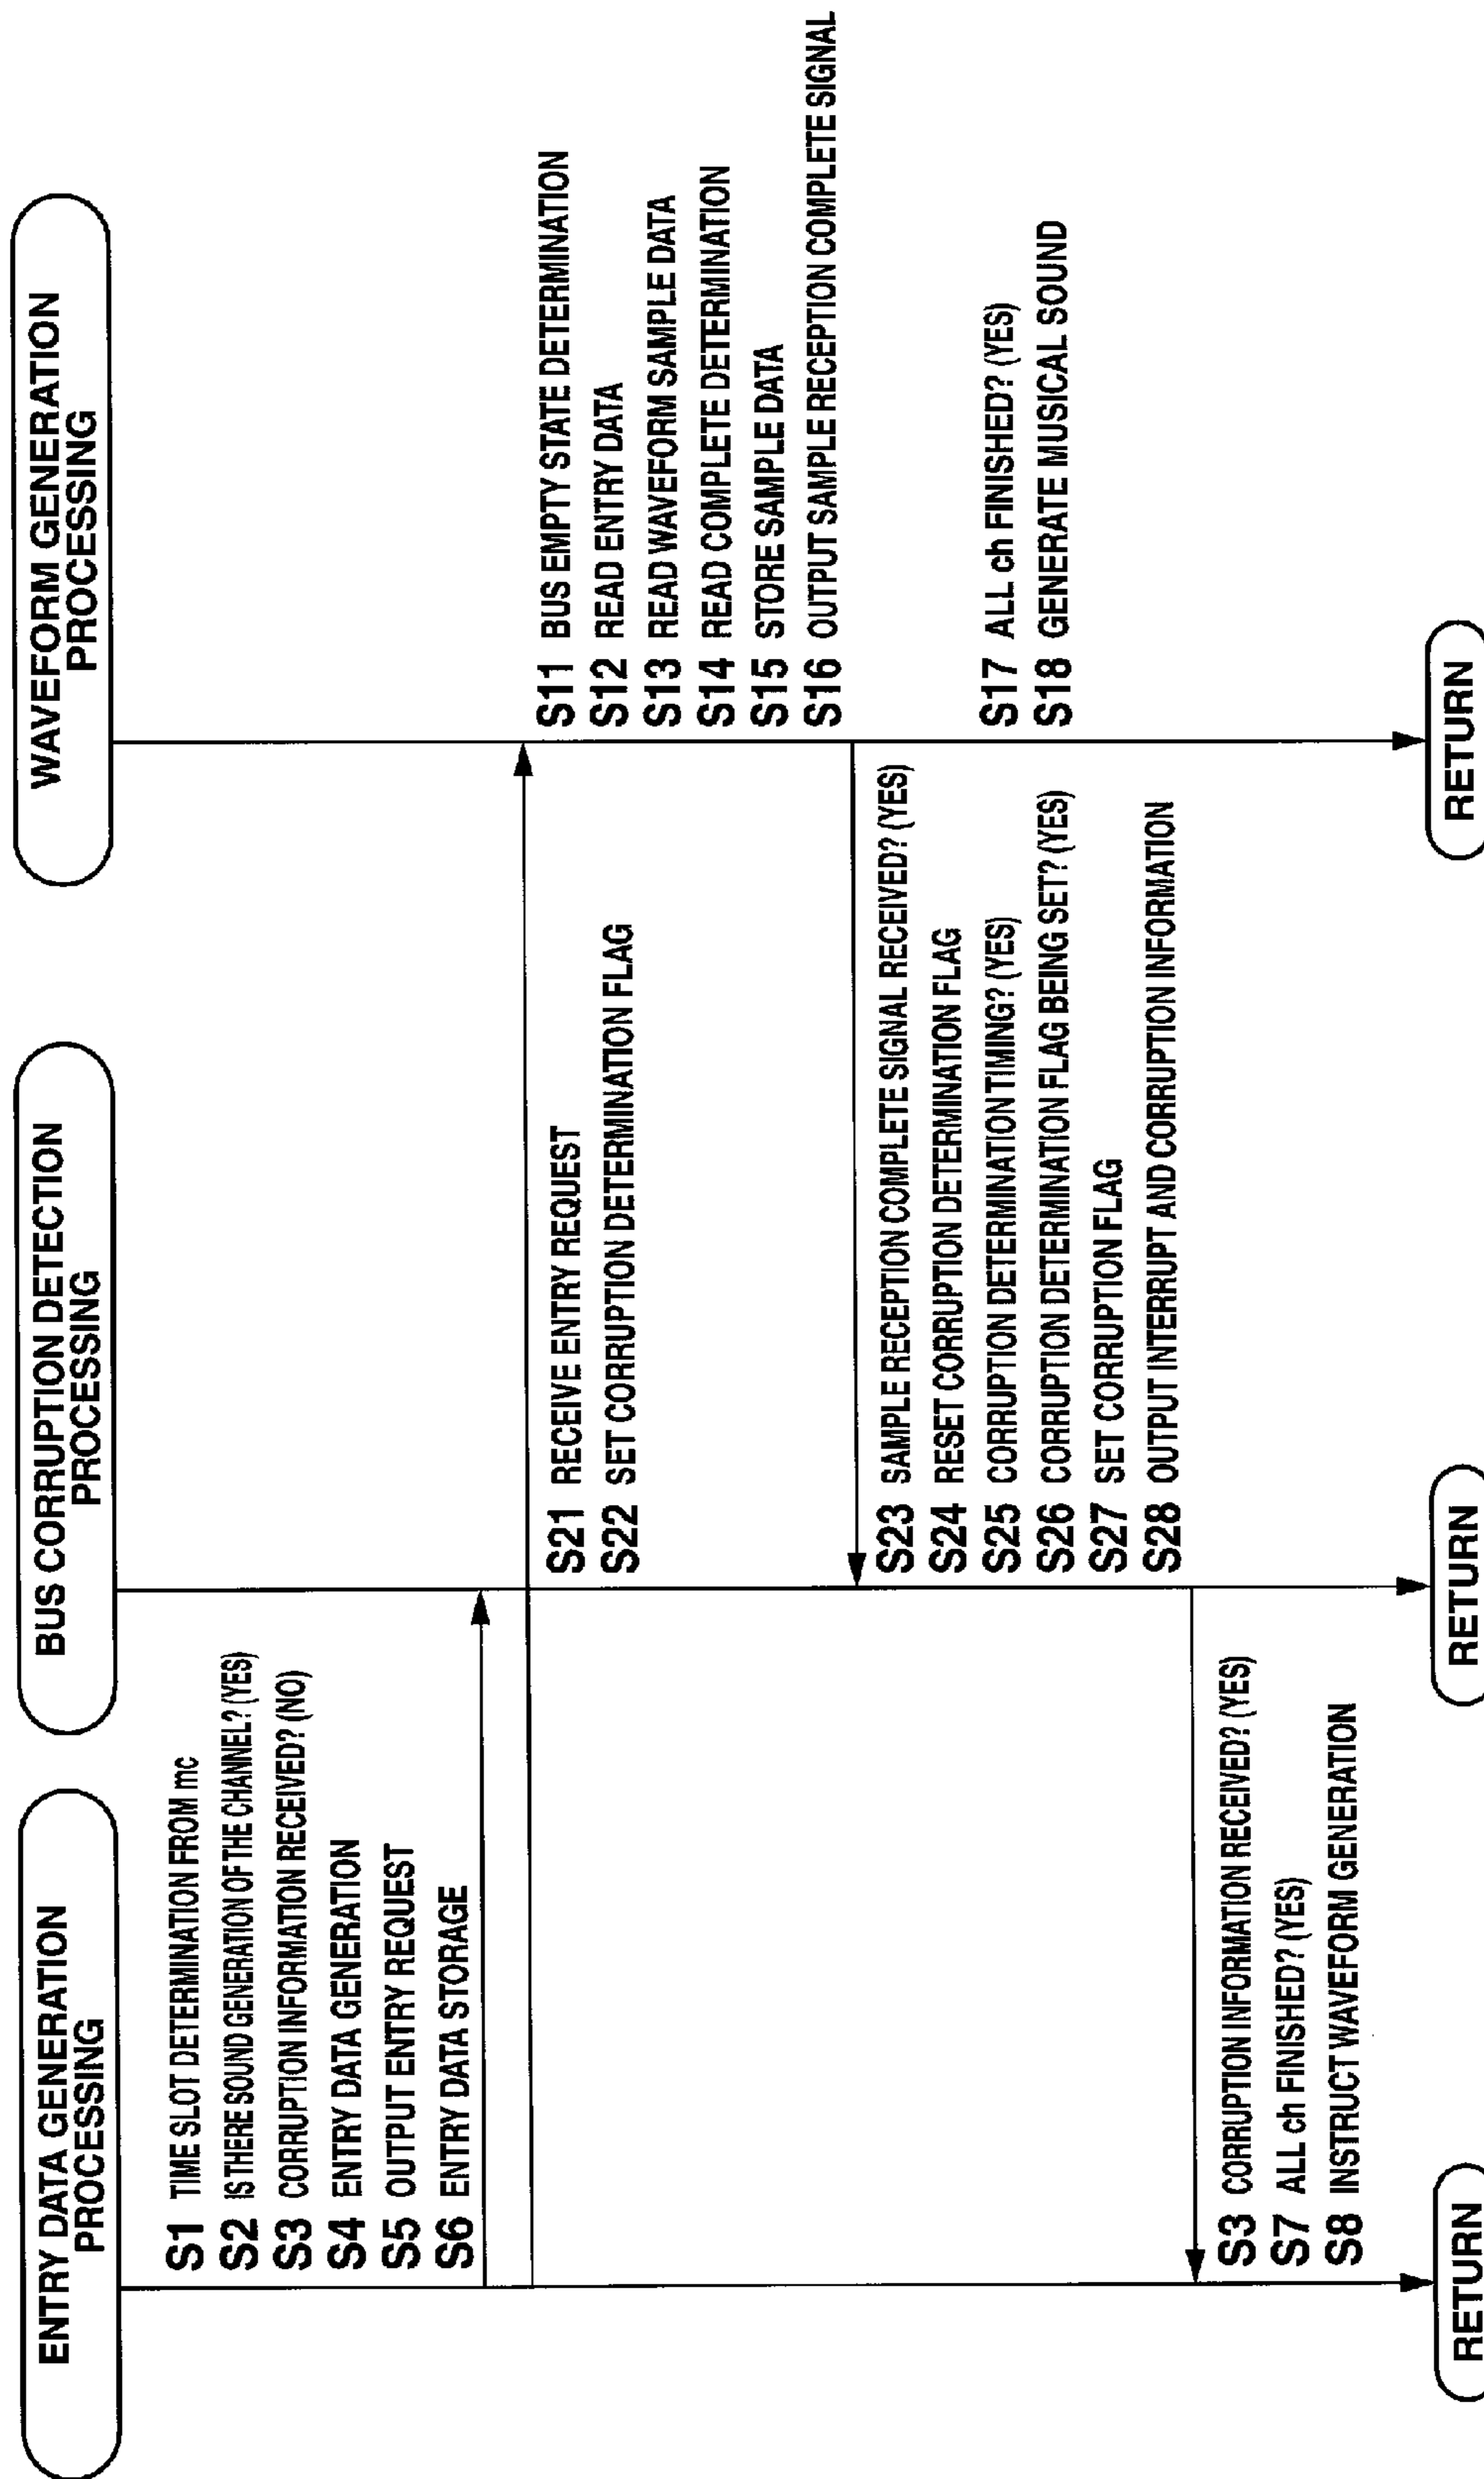 ENTRY DATA GENERATION
PROCESSING
S1 TIME SLOT DETERMINATION FROM mc
S2 IS THERE SOUND GENERATION OF THE CHANNEL? (YES)
S3 CORRUPTION INFORMATION RECEIVED? (NO)
S4 ENTRY DATA GENERATION
S5 OUTPUT ENTRY REQUEST
S6 ENTRY DATA STORAGE
S3 CORRUPTION INFORMATION RECEIVED? (YES)
S7 ALL ch FINISHED? (YES)
S8 INSTRUCT WAVEFORM GENERATION
RETURN
BUS CORRUPTION DETECTION
PROCESSING
S21 RECEIVE ENTRY REQUEST
S22 SET CORRUPTION DETERMINATION FLAG
S23 SAMPLE RECEPTION COMPLETE SIGNAL RECEIVED? (YES)
S24 RESET CORRUPTION DETERMINATION FLAG
S25 CORRUPTION DETERMINATION TIMING? (YES)
S26 CORRUPTION DETERMINATION FLAG BEING SET? (YES)
S27 SET CORRUPTION FLAG
S28 OUTPUT INTERRUPT AND CORRUPTION INFORMATION
RETURN
WAVEFORM GENERATION
PROCESSING
S11 BUS EMPTY STATE DETERMINATION
S12 READ ENTRY DATA
S13 READ WAVEFORM SAMPLE DATA
S14 READ COMPLETE DETERMINATION
S15 STORE SAMPLE DATA
S16 OUTPUT SAMPLE RECEPTION COMPLETE SIGNAL
S17 ALL ch FINISHED? (YES)
S18 GENERATE MUSICAL SOUND
RETURN